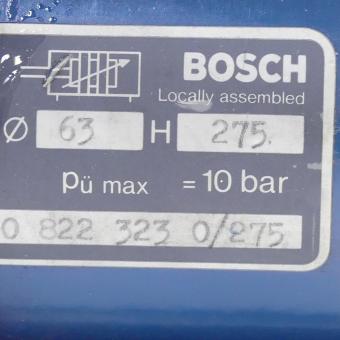 BOSCH
Locally assembled
Ø 63 H 275.
pü max = 10 bar
0 822 323 0/275